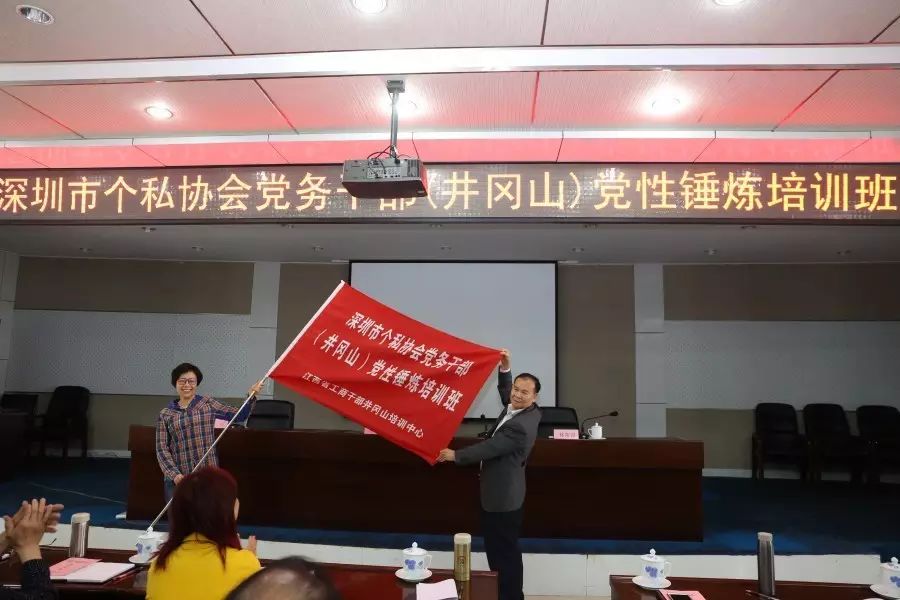 深圳市个私协会党务干部(井冈山)党性锤炼培训班
深圳市个私协会党务干部
（井冈山）党性锤炼培训班
江西省工商干部井冈山培训中心